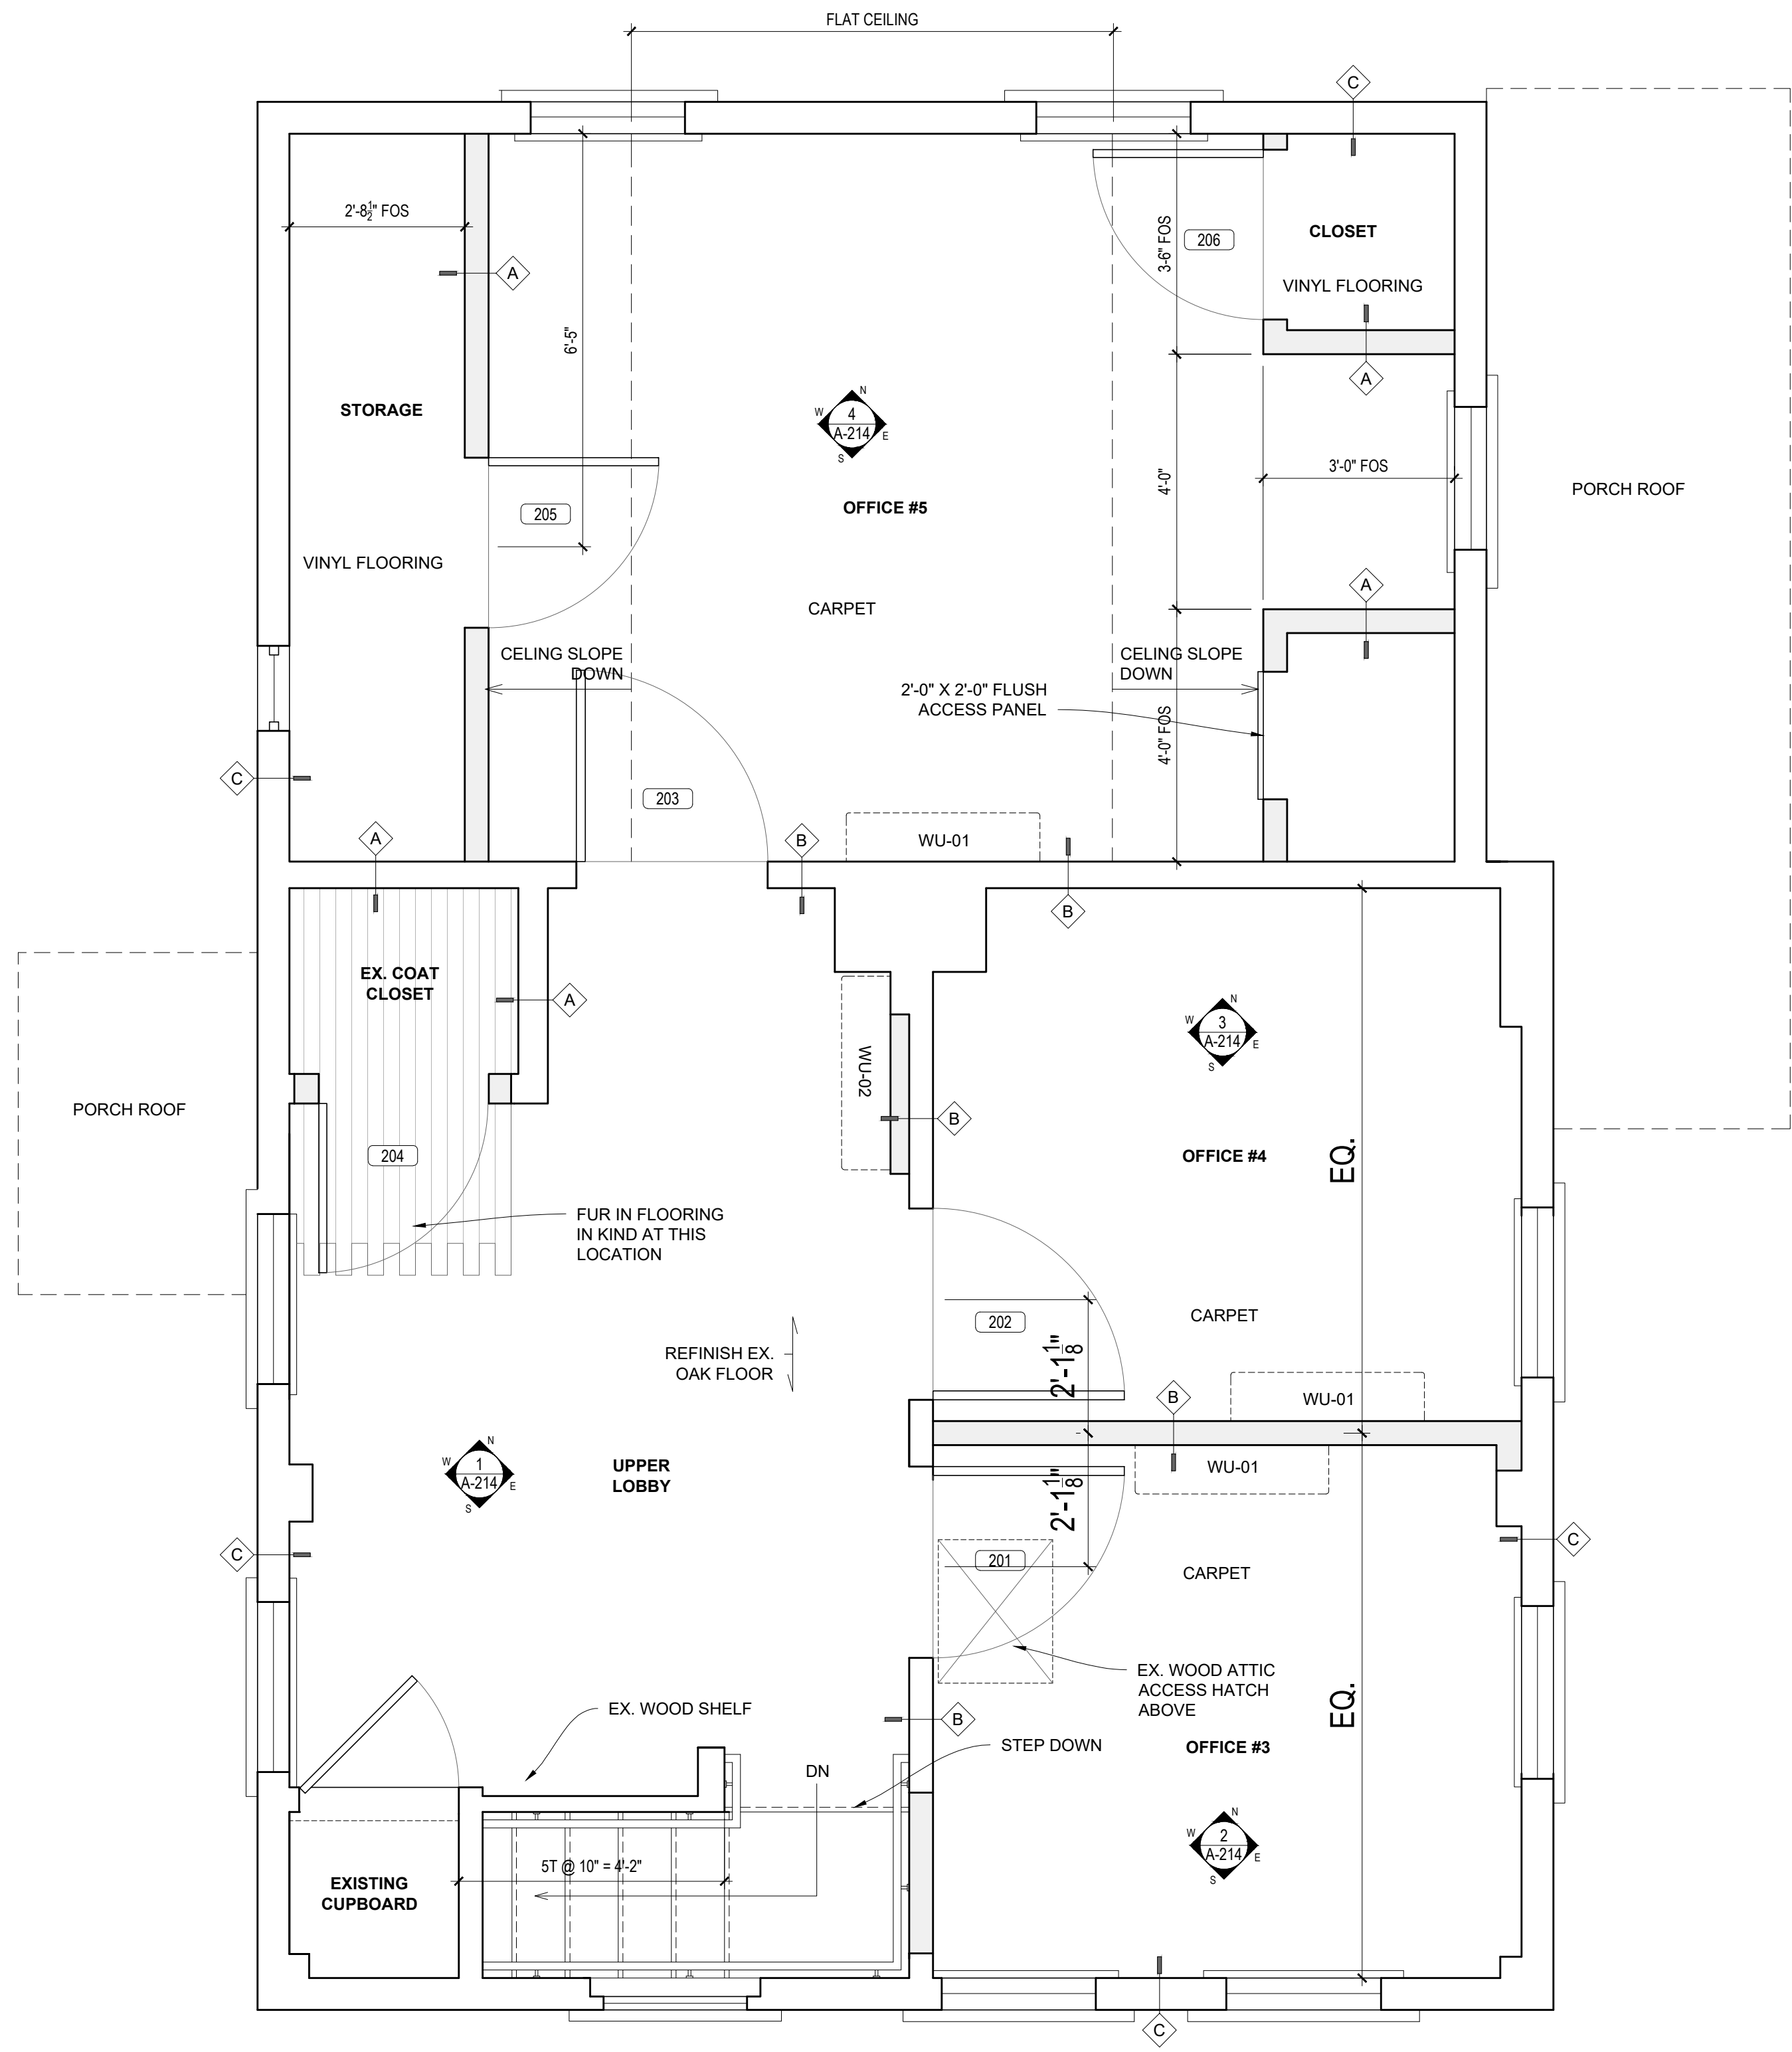 FLAT CEILING
C
2'-8½" FOS
A
6'-5"
3-6" FOS
206
CLOSET
VINYL FLOORING
A
STORAGE
N
W
4
A-214
E
S
OFFICE #5
205
4'-0"
3'-0" FOS
PORCH ROOF
VINYL FLOORING
CARPET
A
CELING SLOPE
DOWN
CELING SLOPE
DOWN
2'-0" X 2'-0" FLUSH
ACCESS PANEL
4'-0" FOS
C
203
A
B
WU-01
B
EX. COAT
CLOSET
A
N
W
3
A-214
E
S
WU-02
PORCH ROOF
B
204
OFFICE #4
EQ.
FUR IN FLOORING
IN KIND AT THIS
LOCATION
202
CARPET
REFINISH EX.
OAK FLOOR
2'-1⅛"
B
WU-01
N
W
1
A-214
E
S
UPPER
LOBBY
WU-01
2'-1⅛"
C
201
C
CARPET
EX. WOOD ATTIC
ACCESS HATCH
ABOVE
EX. WOOD SHELF
B
EQ.
STEP DOWN
OFFICE #3
DN
N
W
2
A-214
E
S
5T @ 10" = 4'-2"
EXISTING
CUPBOARD
C